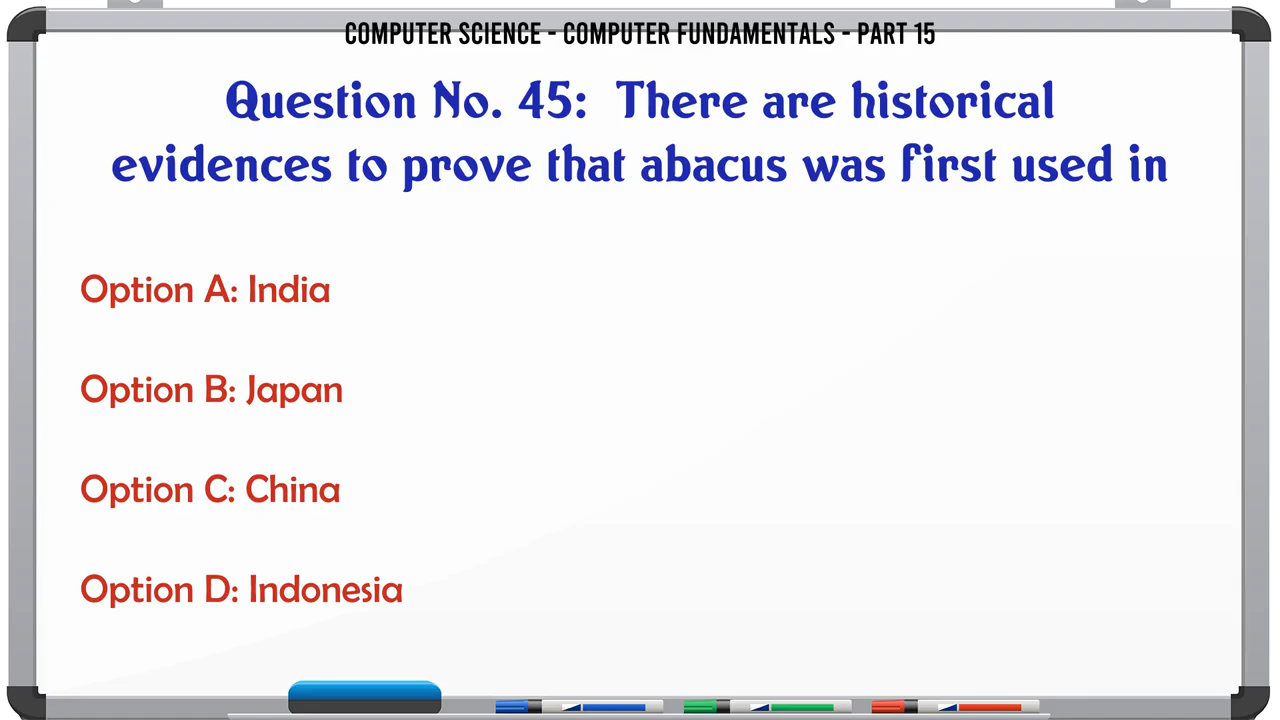 COMPUTER SCIENCE - COMPUTER FUNDAMENTALS - PART 15
Question No. 45: There are historical
evidences to prove that abacus was first used in
Option A: India
Option B: Japan
Option C: China
Option D: Indonesia